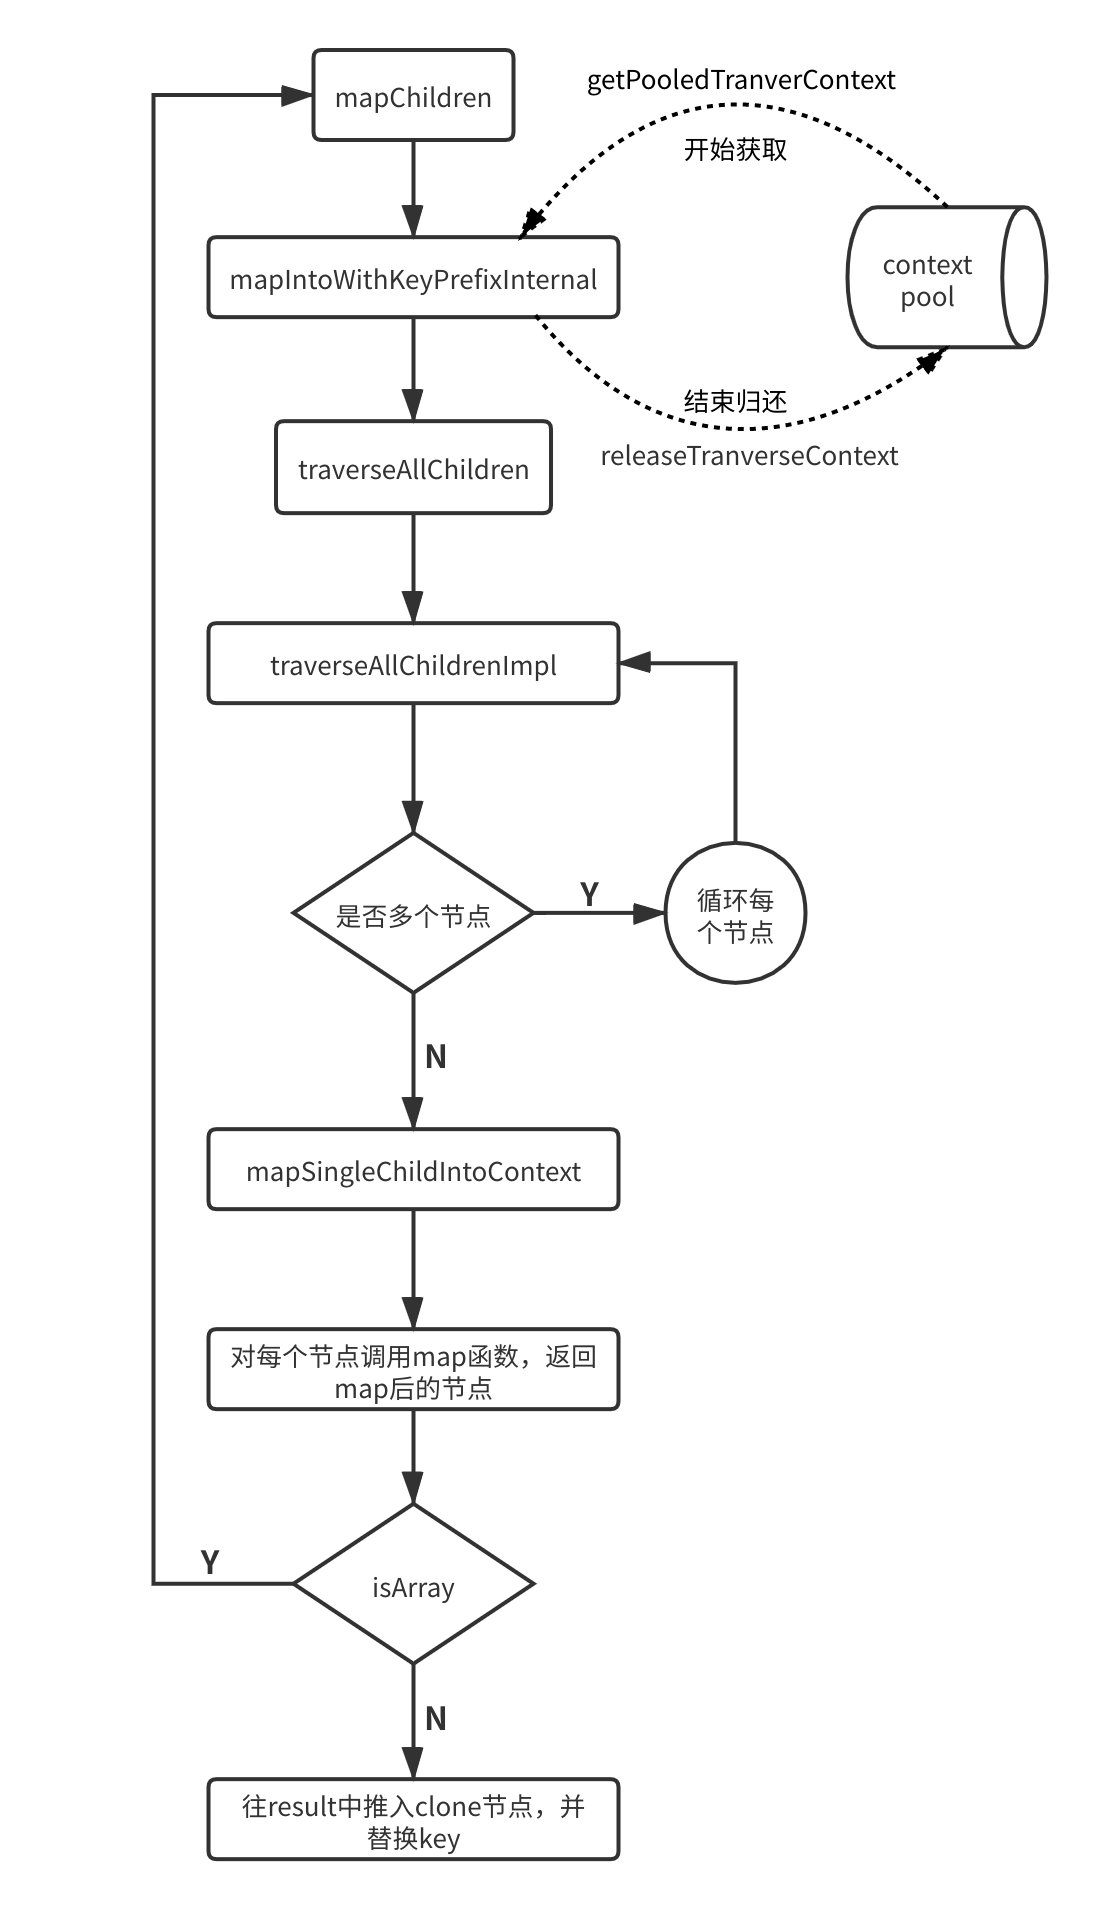 mapChildren
getPooledTranverContext
开始获取
mapIntoWithKeyPrefixInternal
context
pool
结束归还
releaseTranverseContext
traverseAllChildren
traverseAllChildrenImpl
是否多个节点
Y
循环每
个节点
N
mapSingleChildIntoContext
对每个节点调用map函数，返回
map后的节点
isArray
Y
N
往result中推入clone节点，并
替换key